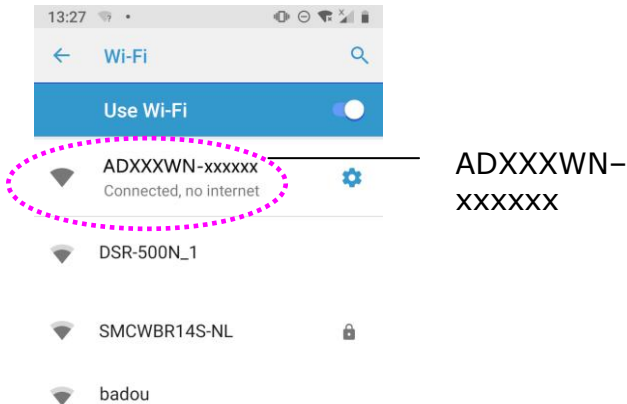 13:27
Wi-Fi
Use Wi-Fi
ADXXXWN-xxxxxx
Connected, no internet
ADXXXWN–
xxxxxx
DSR-500N_1
SMCWBR14S-NL
badou